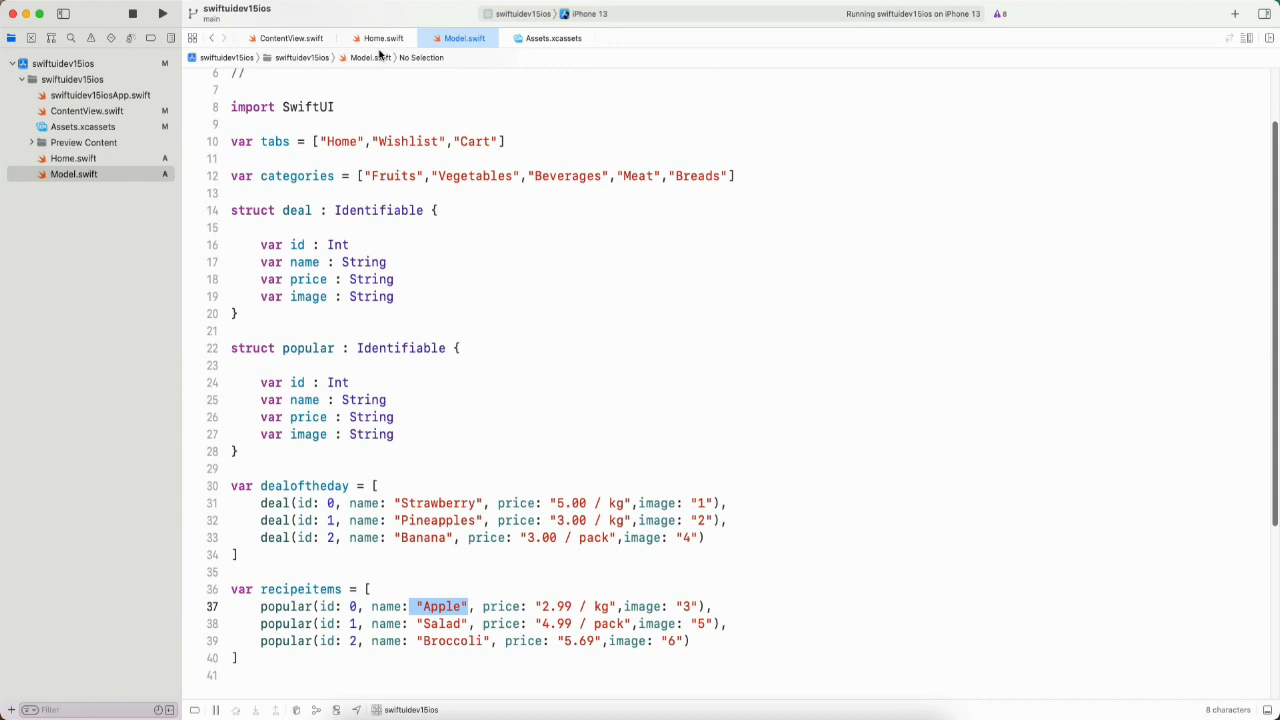 swiftuidev15ios
main
swiftuidev15ios 〉 iPhone 13
Running swiftuidev15ios on iPhone 13
8
ContentView.swift
Home.swift
Model.swift
Assets.xcassets
swiftuidev15ios 〉 swiftuidev15ios 〉 Model.swift 〉 No Selection
swiftuidev15ios M
swiftuidev15ios
swiftuidev15iosApp.swift
ContentView.swift M
Assets.xcassets M
Preview Content
Home.swift A
Model.swift A
6 //
7
8 import SwiftUI
9
10 var tabs = ["Home","Wishlist","Cart"]
11
12 var categories = ["Fruits","Vegetables","Beverages","Meat","Breads"]
13
14 struct deal : Identifiable {
15
16 var id : Int
17 var name : String
18 var price : String
19 var image : String
20 }
21
22 struct popular : Identifiable {
23
24 var id : Int
25 var name : String
26 var price : String
27 var image : String
28 }
29
30 var dealoftheday = [
31 deal(id: 0, name: "Strawberry", price: "5.00 / kg",image: "1"),
32 deal(id: 1, name: "Pineapples", price: "3.00 / kg",image: "2"),
33 deal(id: 2, name: "Banana", price: "3.00 / pack",image: "4")
34 ]
35
36 var recipeitems = [
37 popular(id: 0, name: "Apple", price: "2.99 / kg",image: "3"),
38 popular(id: 1, name: "Salad", price: "4.99 / pack",image: "5"),
39 popular(id: 2, name: "Broccoli", price: "5.69",image: "6")
40 ]
41
Filter
swiftuidev15ios
8 characters